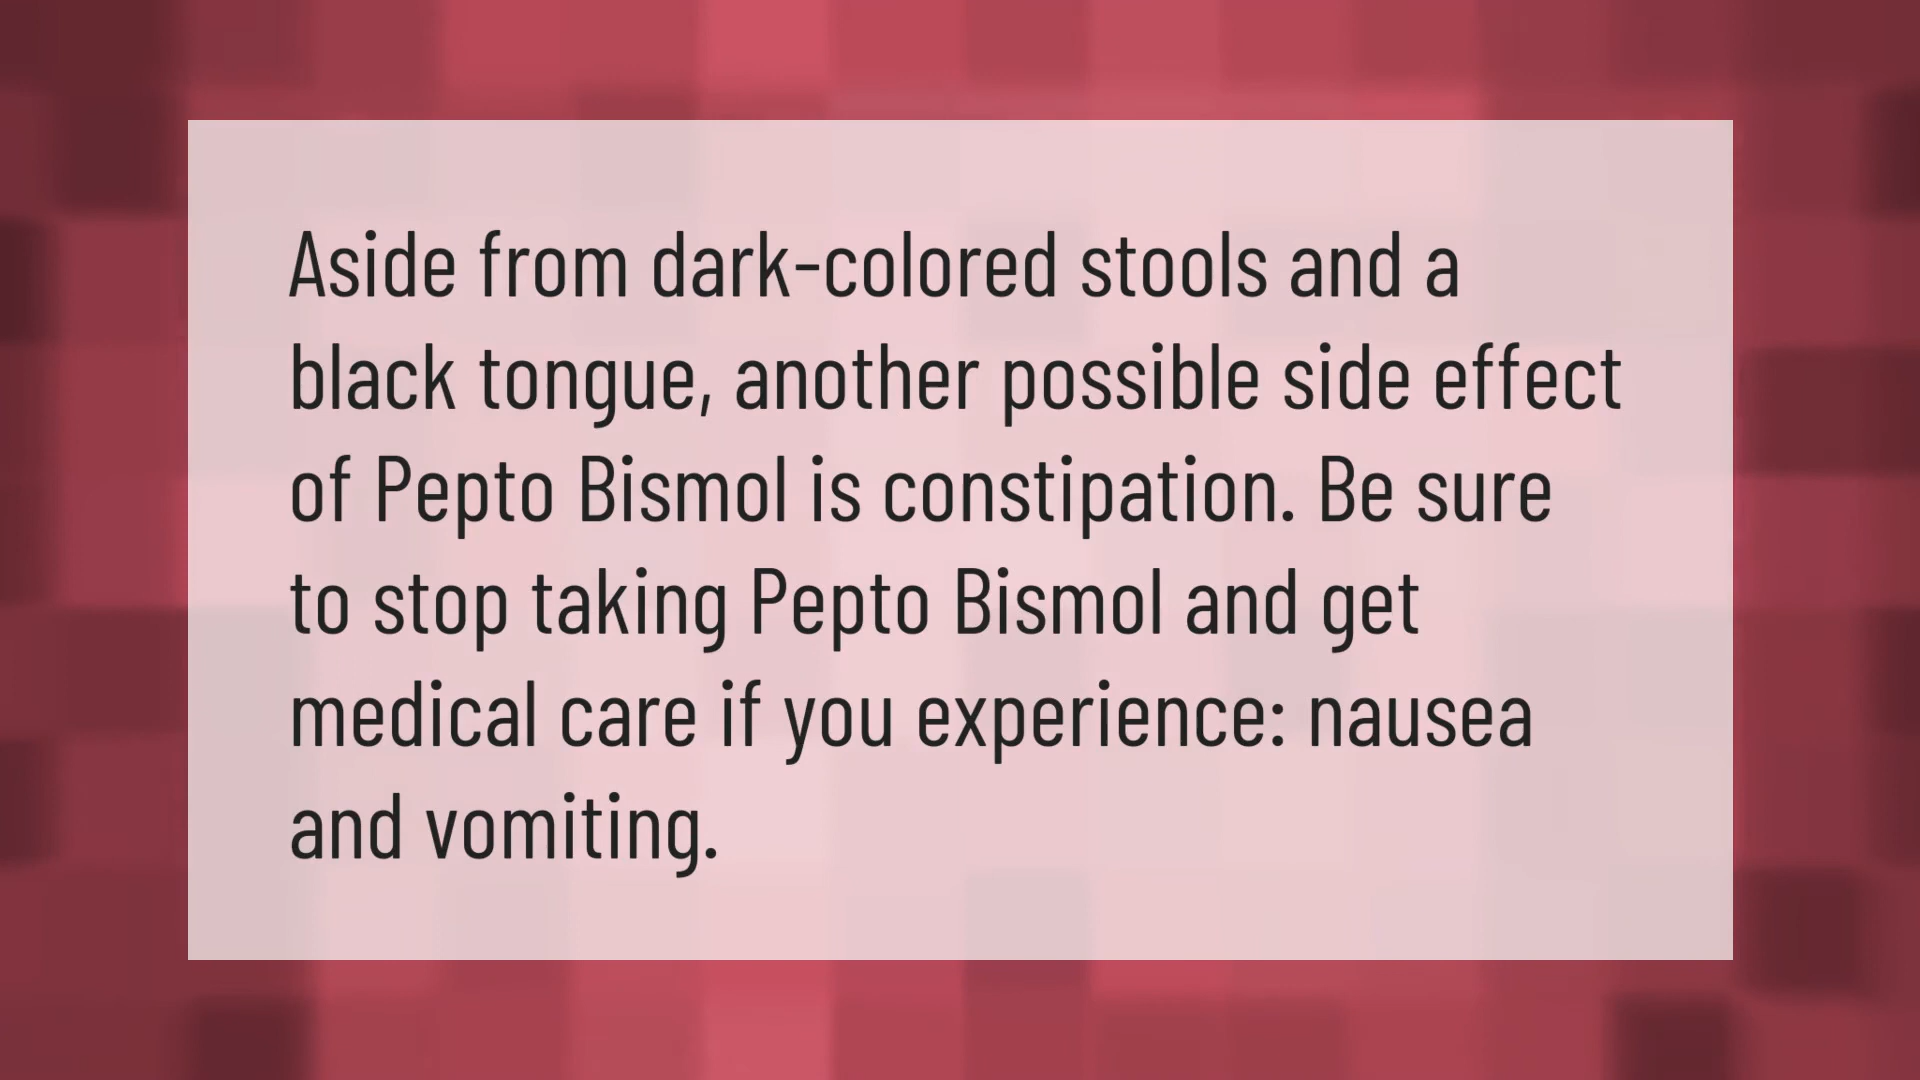 Aside from dark-colored stools and a
black tongue, another possible side effect
of Pepto Bismol is constipation. Be sure
to stop taking Pepto Bismol and get
medical care if you experience: nausea
and vomiting.